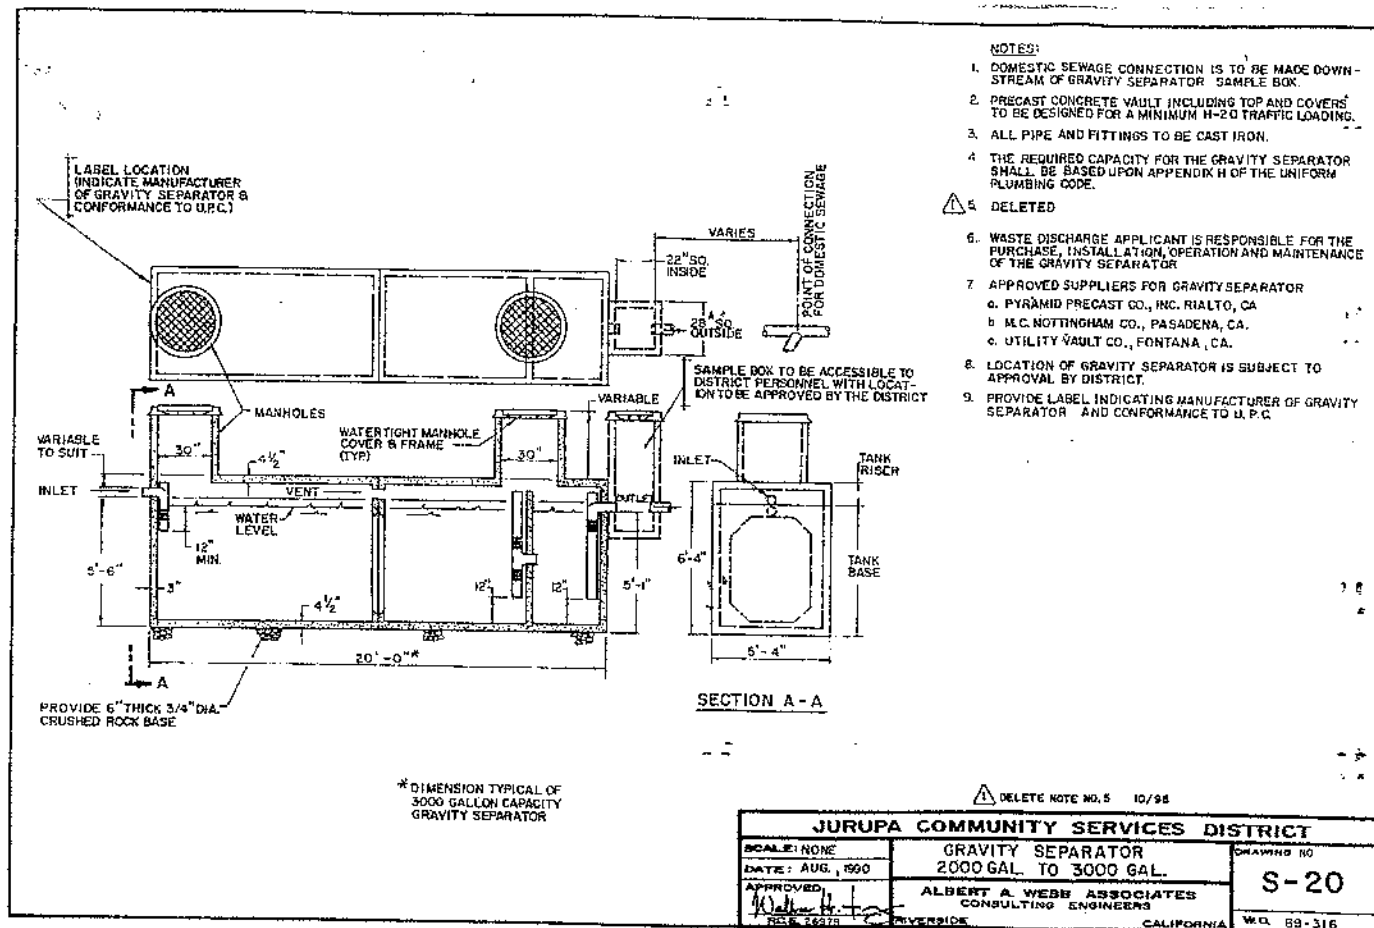 NOTES:
1. DOMESTIC SEWAGE CONNECTION IS TO BE MADE DOWN-
STREAM OF GRAVITY SEPARATOR SAMPLE BOX.
2. PRECAST CONCRETE VAULT INCLUDING TOP AND COVERS
TO BE DESIGNED FOR A MINIMUM H-20 TRAFFIC LOADING.
3. ALL PIPE AND FITTINGS TO BE CAST IRON.
4 THE REQUIRED CAPACITY FOR THE GRAVITY SEPARATOR
SHALL BE BASED UPON APPENDIX H OF THE UNIFORM
PLUMBING CODE.
1 5. DELETED
6. WASTE DISCHARGE APPLICANT IS RESPONSIBLE FOR THE
PURCHASE, INSTALLATION, OPERATION AND MAINTENANCE
OF THE GRAVITY SEPARATOR
7. APPROVED SUPPLIERS FOR GRAVITY SEPARATOR
a. PYRAMID PRECAST CO., INC. RIALTO, CA
b M.C. NOTTINGHAM CO., PASADENA, CA.
c. UTILITY VAULT CO., FONTANA, CA.
8. LOCATION OF GRAVITY SEPARATOR IS SUBJECT TO
APPROVAL BY DISTRICT.
9. PROVIDE LABEL INDICATING MANUFACTURER OF GRAVITY
SEPARATOR AND CONFORMANCE TO U.P.C.
LABEL LOCATION
(INDICATE MANUFACTURER
OF GRAVITY SEPARATOR &
CONFORMANCE TO U.P.C.)
VARIES
22" SQ.
INSIDE
28" SQ
OUTSIDE
POINT OF CONNECTION
FOR DOMESTIC SEWAGE
SAMPLE BOX TO BE ACCESSIBLE TO
DISTRICT PERSONNEL WITH LOCAT-
ION TO BE APPROVED BY THE DISTRICT
A
MANHOLES
VARIABLE
WATERTIGHT MANHOLE
COVER & FRAME
(TYP.)
VARIABLE
TO SUIT
30"
4 1/2"
30"
INLET
VENT
OUTLET
WATER
LEVEL
12"
MIN.
5'-6"
3"
4 1/2"
12"
12"
5'-1"
20'-0"*
A
PROVIDE 6" THICK 3/4" DIA.
CRUSHED ROCK BASE
INLET
TANK
RISER
6'-4"
TANK
BASE
5'-4"
SECTION A-A
* DIMENSION TYPICAL OF
3000 GALLON CAPACITY
GRAVITY SEPARATOR
1 DELETE NOTE NO. 5 10/98
JURUPA COMMUNITY SERVICES DISTRICT
SCALE: NONE
DATE: AUG., 1990
APPROVED
R.C.E. 26979
GRAVITY SEPARATOR
2000 GAL. TO 3000 GAL.
ALBERT A. WEBB ASSOCIATES
CONSULTING ENGINEERS
RIVERSIDE CALIFORNIA
DRAWING NO
S-20
W.O. 89-316